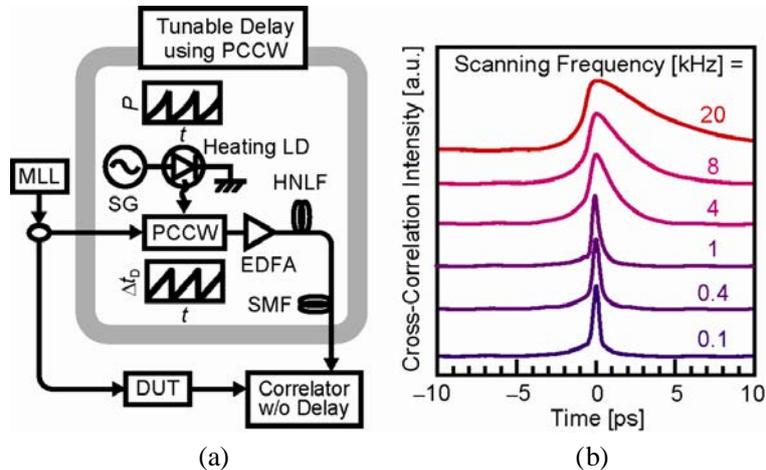 Tunable Delay
using PCCW
P
t
Heating LD
MLL
SG
HNLF
PCCW
EDFA
ΔtD
t
SMF
DUT
Correlator
w/o Delay
(a)
Cross-Correlation Intensity [a.u.]
Scanning Frequency [kHz] =
20
8
4
1
0.4
0.1
–10
–5
0
5
10
Time [ps]
(b)